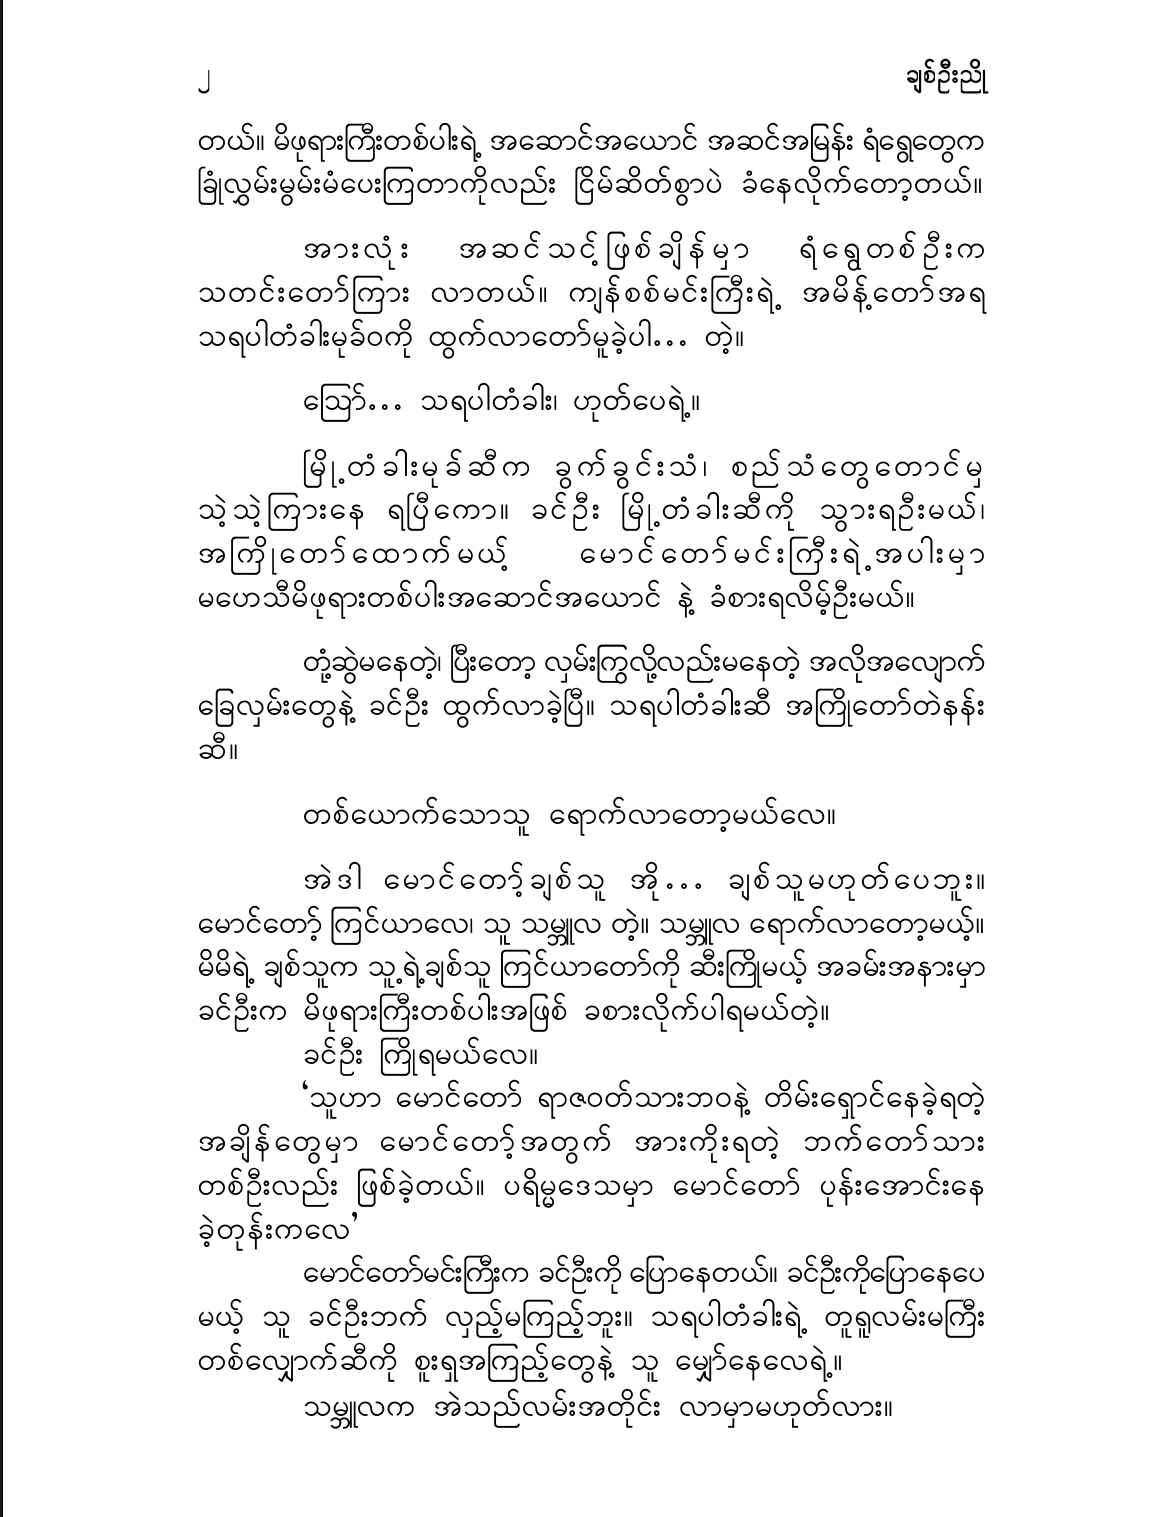 ၂ ချစ်ဦးညို
တယ်။ မိဖုရားကြီးတစ်ပါးရဲ့ အဆောင်အယောင် အဆင်အမြန်း ရံရွေတွေက
ခြုံလွှမ်းမွမ်းမံပေးကြတာကိုလည်း ငြိမ်ဆိတ်စွာပဲ ခံနေလိုက်တော့တယ်။
အားလုံး အဆင်သင့်ဖြစ်ချိန်မှာ ရံရွေတစ်ဦးက
သတင်းတော်ကြား လာတယ်။ ကျန်စစ်မင်းကြီးရဲ့ အမိန့်တော်အရ
သရပါတံခါးမုခ်ဝကို ထွက်လာတော်မူခဲ့ပါ... တဲ့။
သြော်... သရပါတံခါး၊ ဟုတ်ပေရဲ့။
မြို့တံခါးမုခ်ဆီက ခွက်ခွင်းသံ၊ စည်သံတွေတောင်မှ
သဲ့သဲ့ကြားနေ ရပြီကော။ ခင်ဦး မြို့တံခါးဆီကို သွားရဦးမယ်၊
အကြိုတော်ထောက်မယ့် မောင်တော်မင်းကြီးရဲ့အပါးမှာ
မဟေသီမိဖုရားတစ်ပါးအဆောင်အယောင် နဲ့ ခံစားရလိမ့်ဦးမယ်။
တုံ့ဆွဲမနေတဲ့၊ ပြီးတော့ လှမ်းကြွလို့လည်းမနေတဲ့ အလိုအလျောက်
ခြေလှမ်းတွေနဲ့ ခင်ဦး ထွက်လာခဲ့ပြီ။ သရပါတံခါးဆီ အကြိုတော်တဲနန်း
ဆီ။
တစ်ယောက်သောသူ ရောက်လာတော့မယ်လေ။
အဲဒါ မောင်တော့်ချစ်သူ အို... ချစ်သူမဟုတ်ပေဘူး။
မောင်တော့် ကြင်ယာလေ၊ သူ သမ္ဘူလ တဲ့။ သမ္ဘူလ ရောက်လာတော့မယ့်။
မိမိရဲ့ ချစ်သူက သူ့ရဲ့ချစ်သူ ကြင်ယာတော်ကို ဆီးကြိုမယ့် အခမ်းအနားမှာ
ခင်ဦးက မိဖုရားကြီးတစ်ပါးအဖြစ် ခစားလိုက်ပါရမယ်တဲ့။
ခင်ဦး ကြိုရမယ်လေ။
‘သူဟာ မောင်တော် ရာဇဝတ်သားဘဝနဲ့ တိမ်းရှောင်နေခဲ့ရတဲ့
အချိန်တွေမှာ မောင်တော့်အတွက် အားကိုးရတဲ့ ဘက်တော်သား
တစ်ဦးလည်း ဖြစ်ခဲ့တယ်။ ပရိမ္မဒေသမှာ မောင်တော် ပုန်းအောင်းနေ
ခဲ့တုန်းကလေ’
မောင်တော်မင်းကြီးက ခင်ဦးကို ပြောနေတယ်။ ခင်ဦးကိုပြောနေပေ
မယ့် သူ ခင်ဦးဘက် လှည့်မကြည့်ဘူး။ သရပါတံခါးရဲ့ တူရူလမ်းမကြီး
တစ်လျှောက်ဆီကို စူးရှအကြည့်တွေနဲ့ သူ မျှော်နေလေရဲ့။
သမ္ဘူလက အဲသည်လမ်းအတိုင်း လာမှာမဟုတ်လား။